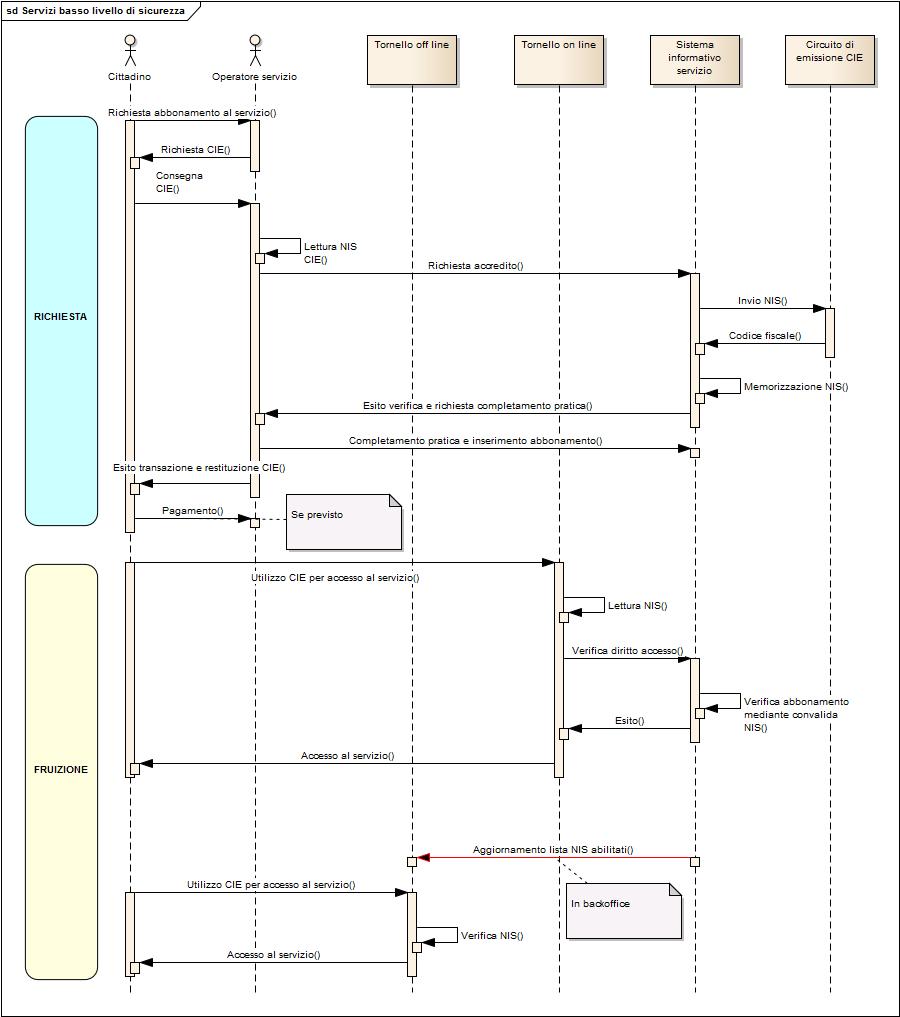 sd Servizi basso livello di sicurezza
Cittadino
Operatore servizio
Tornello off line
Tornello on line
Sistema
informativo
servizio
Circuito di
emissione CIE
RICHIESTA
Richiesta abbonamento al servizio()
Richiesta CIE()
Consegna
CIE()
Lettura NIS
CIE()
Richiesta accredito()
Invio NIS()
Codice fiscale()
Memorizzazione NIS()
Esito verifica e richiesta completamento pratica()
Completamento pratica e inserimento abbonamento()
Esito transazione e restituzione CIE()
Pagamento()
Se previsto
FRUIZIONE
Utilizzo CIE per accesso al servizio()
Lettura NIS()
Verifica diritto accesso()
Verifica abbonamento
mediante convalida
NIS()
Esito()
Accesso al servizio()
Aggiornamento lista NIS abilitati()
In backoffice
Utilizzo CIE per accesso al servizio()
Verifica NIS()
Accesso al servizio()